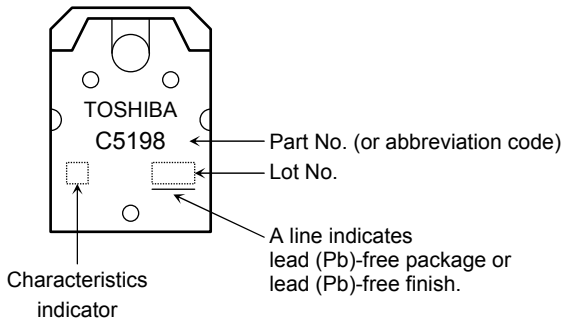 TOSHIBA
C5198
Part No. (or abbreviation code)
Lot No.
A line indicates
lead (Pb)-free package or
lead (Pb)-free finish.
Characteristics
indicator